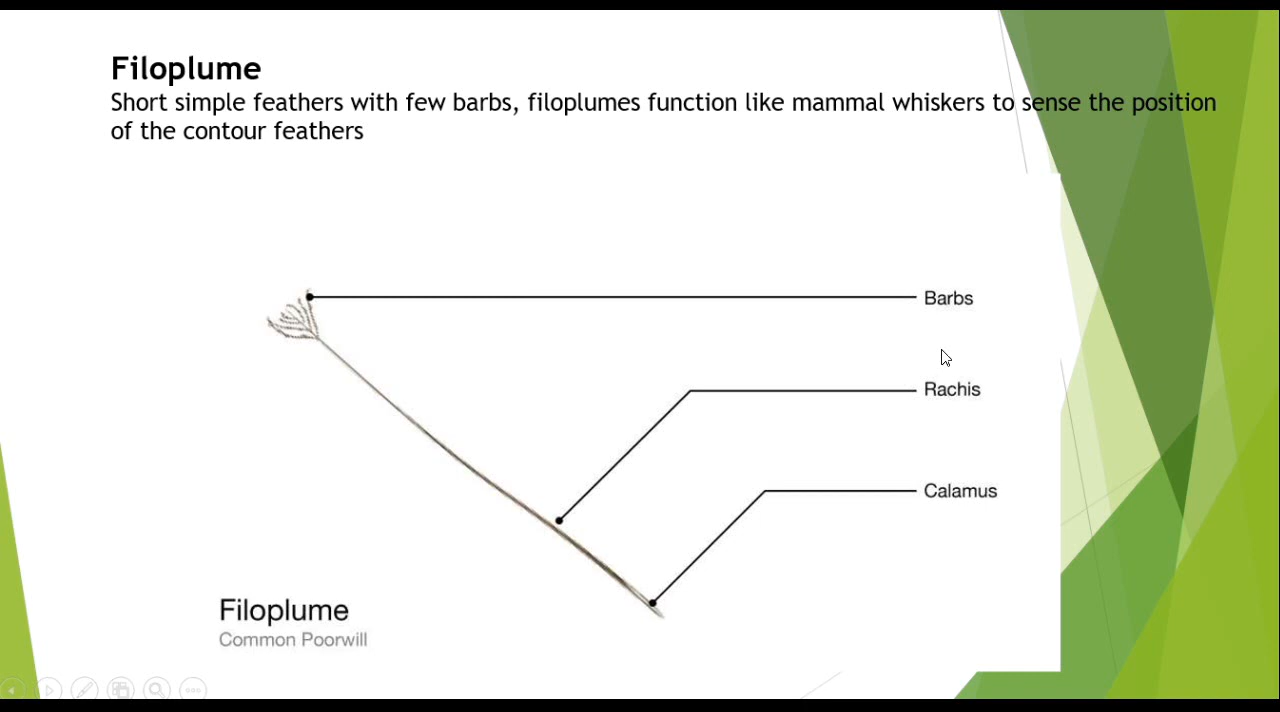 Filoplume
Short simple feathers with few barbs, filoplumes function like mammal whiskers to sense the position
of the contour feathers
Barbs
Rachis
Calamus
Filoplume
Common Poorwill